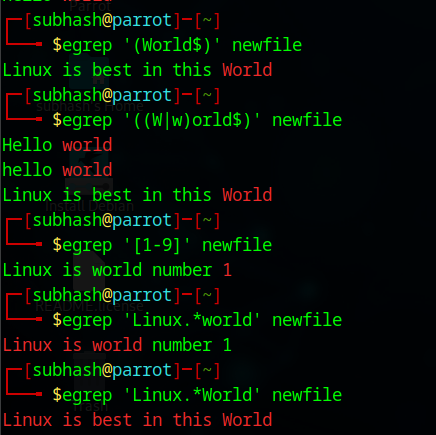 ┌─[subhash@parrot]─[~]
└──╼ $egrep '(World$)' newfile
Linux is best in this World
┌─[subhash@parrot]─[~]
└──╼ $egrep '((W|w)orld$)' newfile
Hello world
hello world
Linux is best in this World
┌─[subhash@parrot]─[~]
└──╼ $egrep '[1-9]' newfile
Linux is world number 1
┌─[subhash@parrot]─[~]
└──╼ $egrep 'Linux.*world' newfile
Linux is world number 1
┌─[subhash@parrot]─[~]
└──╼ $egrep 'Linux.*World' newfile
Linux is best in this World